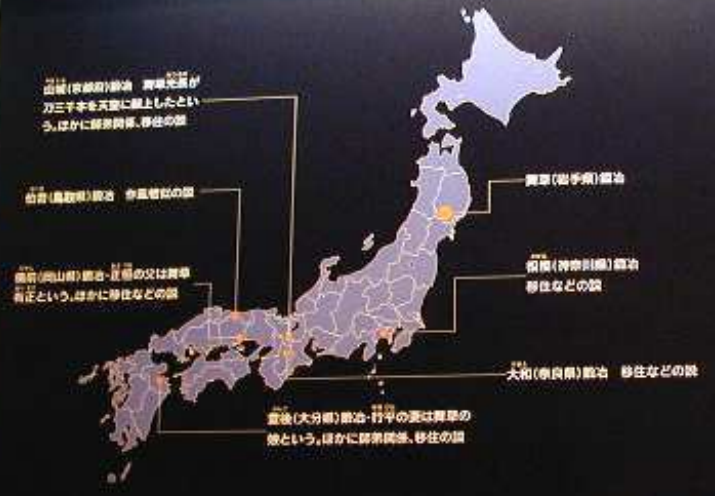 山城(京都府)鍛冶 舞草光長が
刀三千本を天皇に献上したとい
う。ほかに師弟関係、移住の説
伯耆(鳥取県)鍛冶 作風類似の説
備前(岡山県)鍛冶・正恒の父は舞草
有正という。ほかに移住などの説
舞草(岩手県)鍛冶
相模(神奈川県)鍛冶
移住などの説
大和(奈良県)鍛冶 移住などの説
豊後(大分県)鍛冶・行平の妻は舞草の
娘という。ほかに師弟関係、移住の説